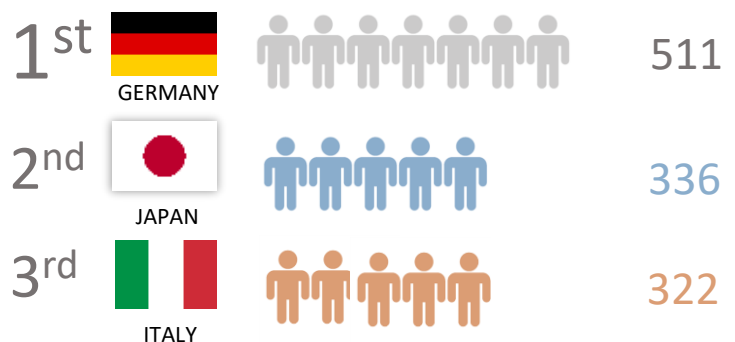 1st
GERMANY
511
2nd
JAPAN
336
3rd
ITALY
322